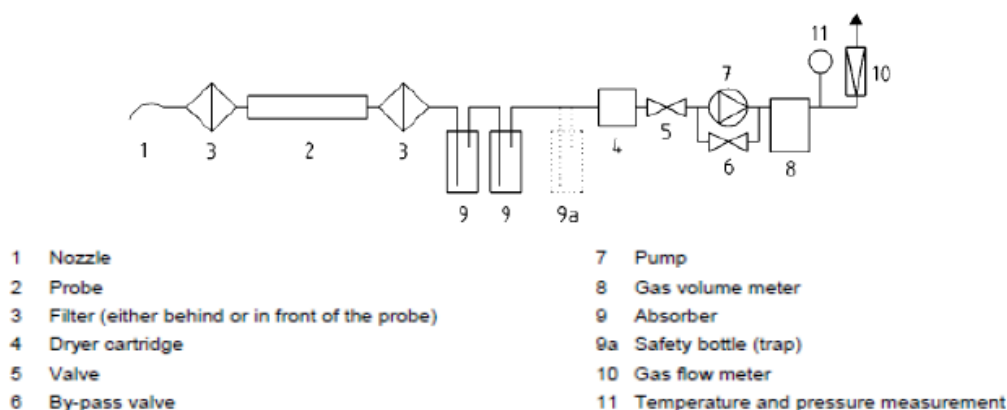 11
7
10
1
3
2
3
4
5
6
8
9
9
9a
1 Nozzle
2 Probe
3 Filter (either behind or in front of the probe)
4 Dryer cartridge
5 Valve
6 By-pass valve
7 Pump
8 Gas volume meter
9 Absorber
9a Safety bottle (trap)
10 Gas flow meter
11 Temperature and pressure measurement